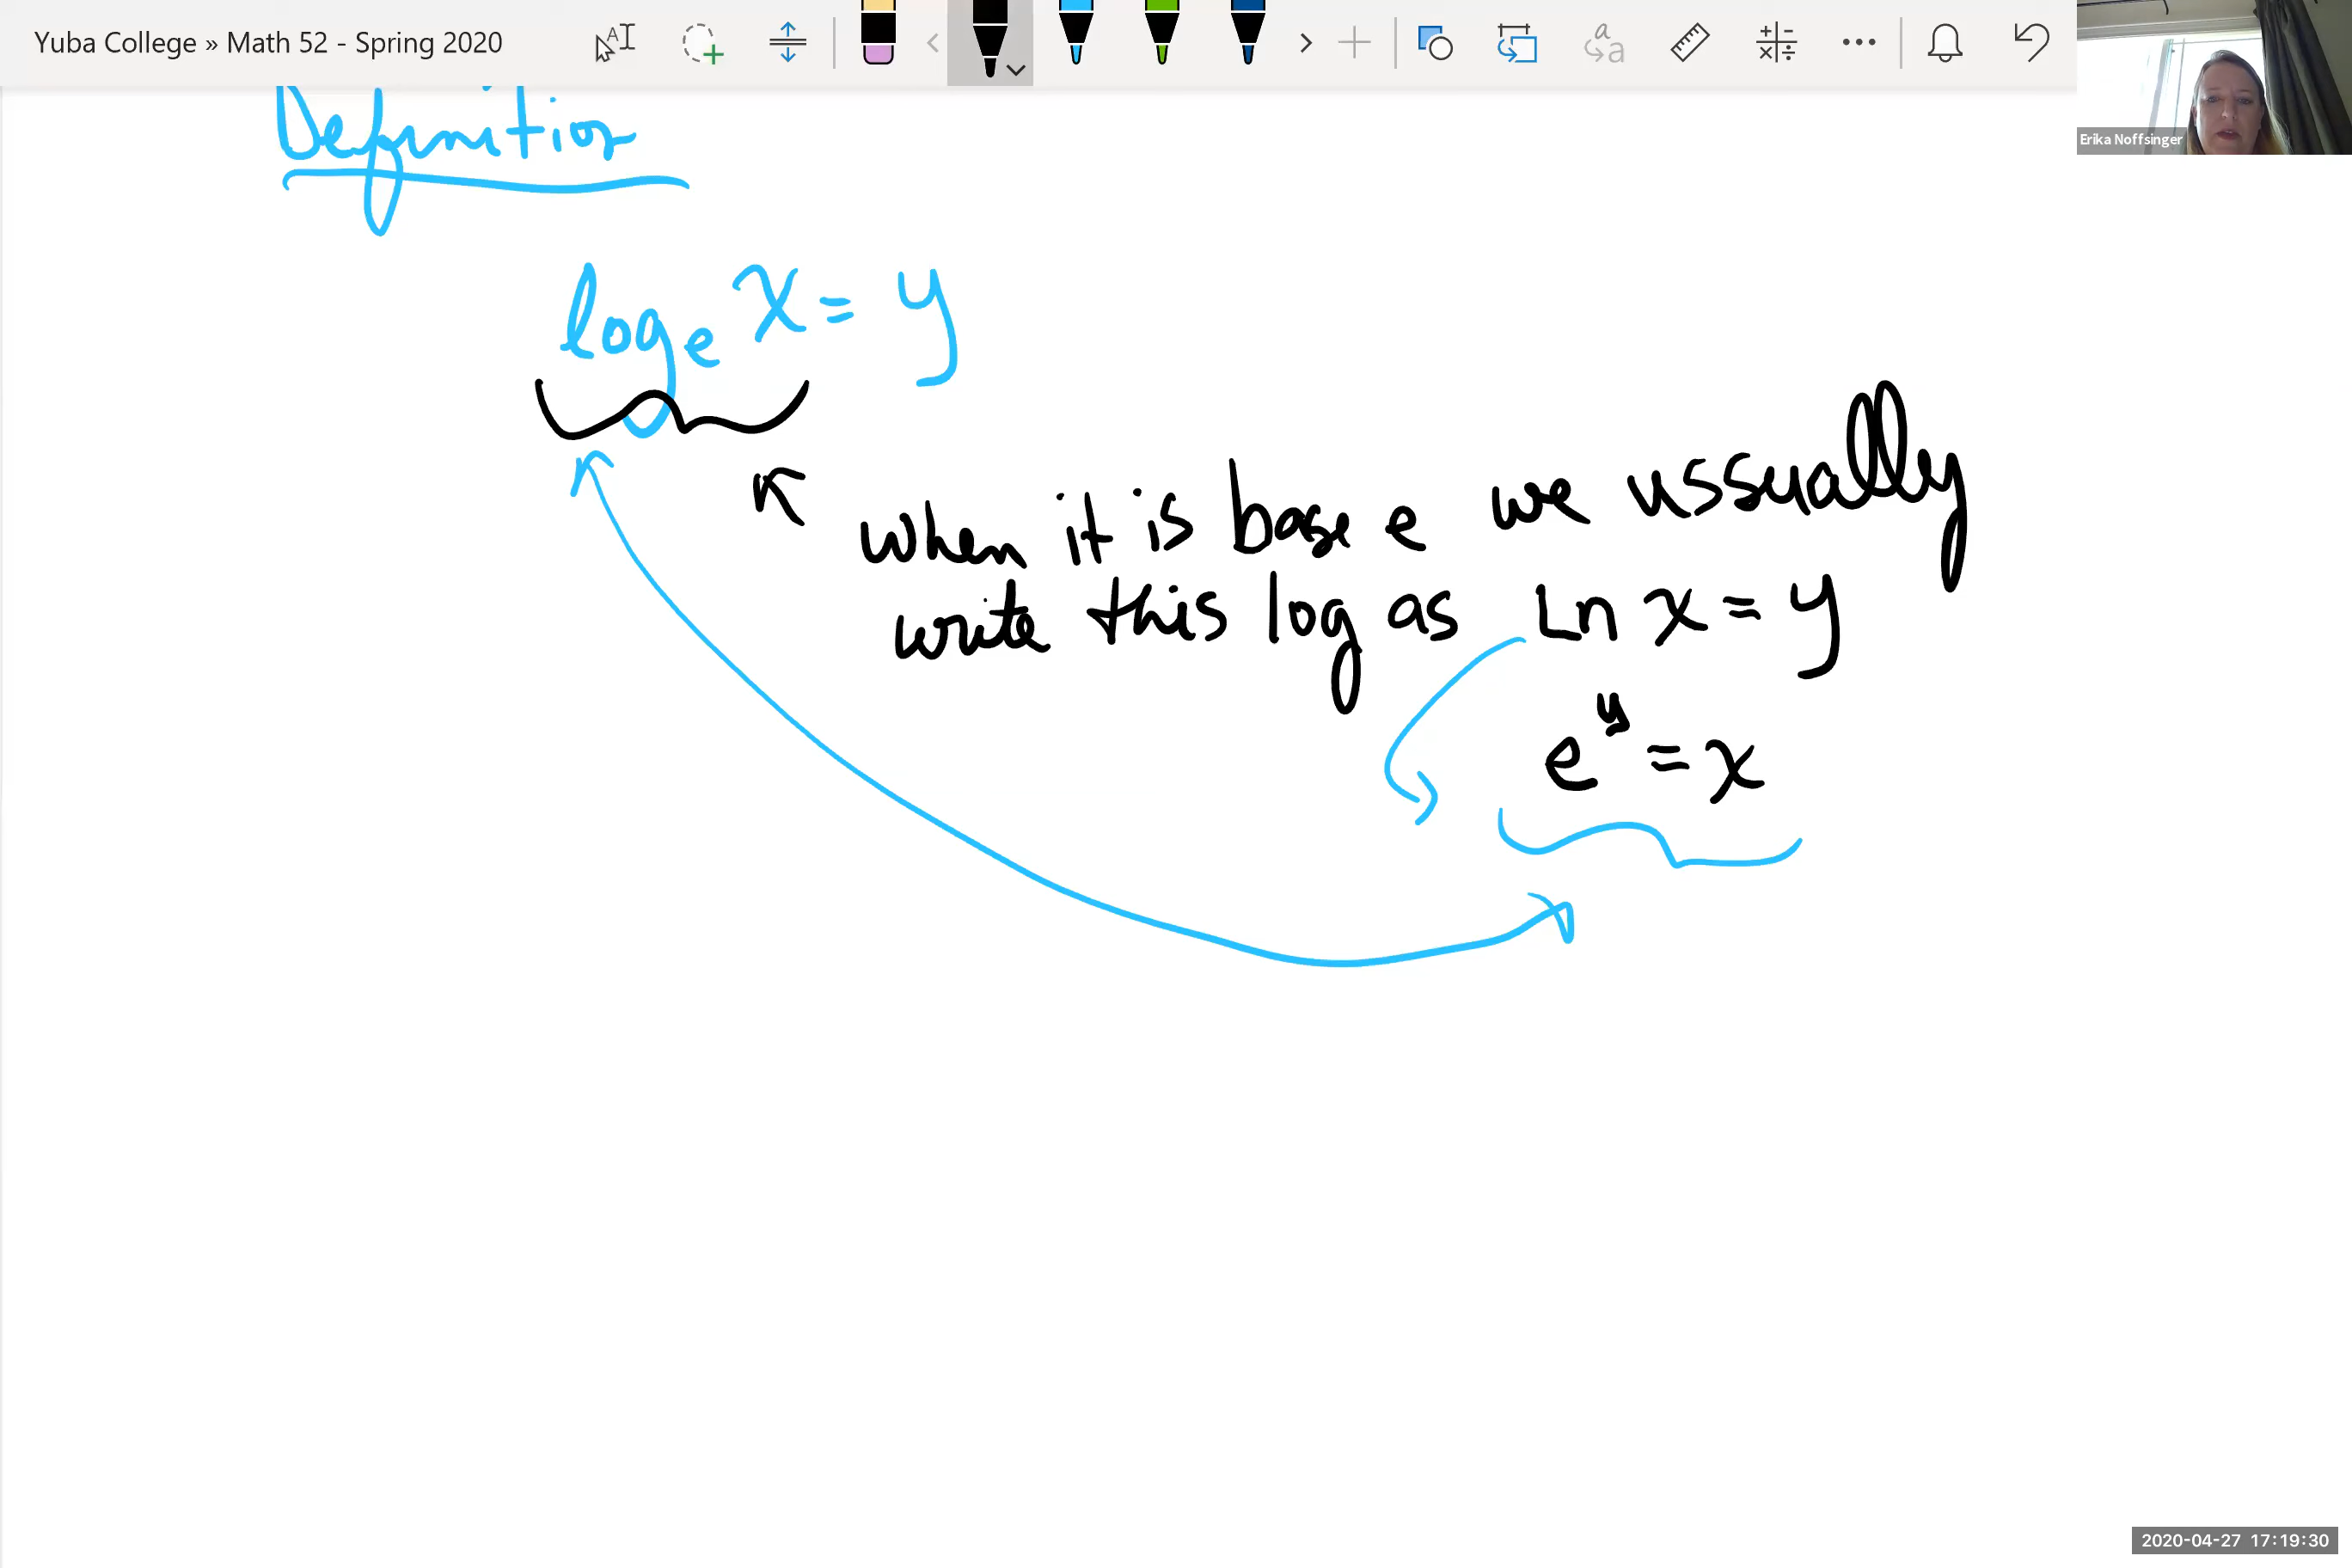 Yuba College » Math 52 - Spring 2020
Erika Noffsinger
Definition
logₑ x = y
when it is base e we ussually
write this log as Ln x = y
eʸ = x
2020-04-27 17:19:30